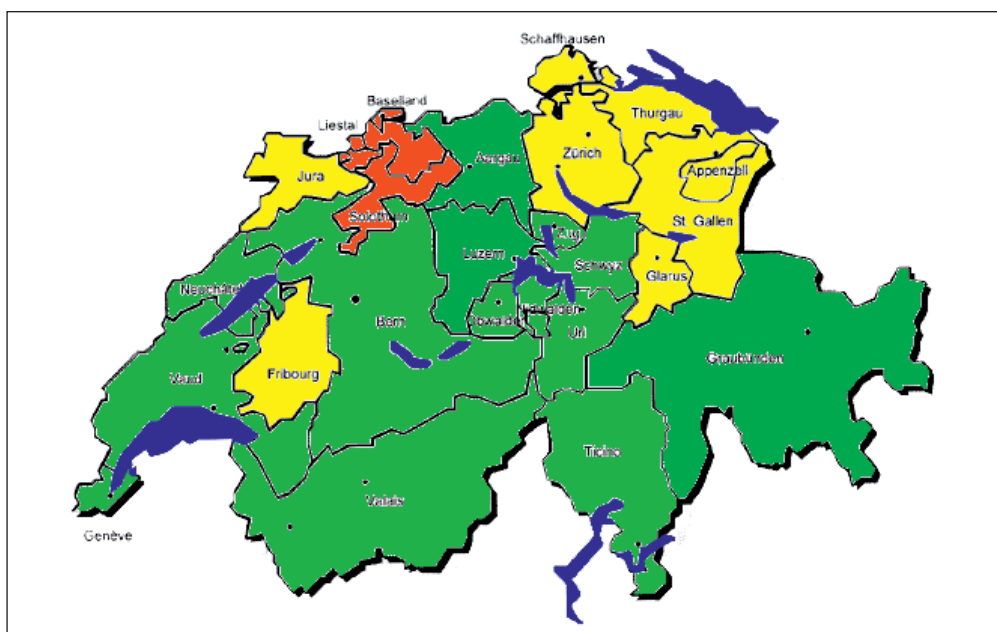 Schaffhausen
Baselland
Liestal
Thurgau
Aargau
Zürich
Appenzell
Jura
Solothurn
St. Gallen
Zug
Luzern
Schwyz
Glarus
Neuchâtel
Obwalden
Bern
Uri
Graubünden
Vaud
Fribourg
Ticino
Valais
Genève